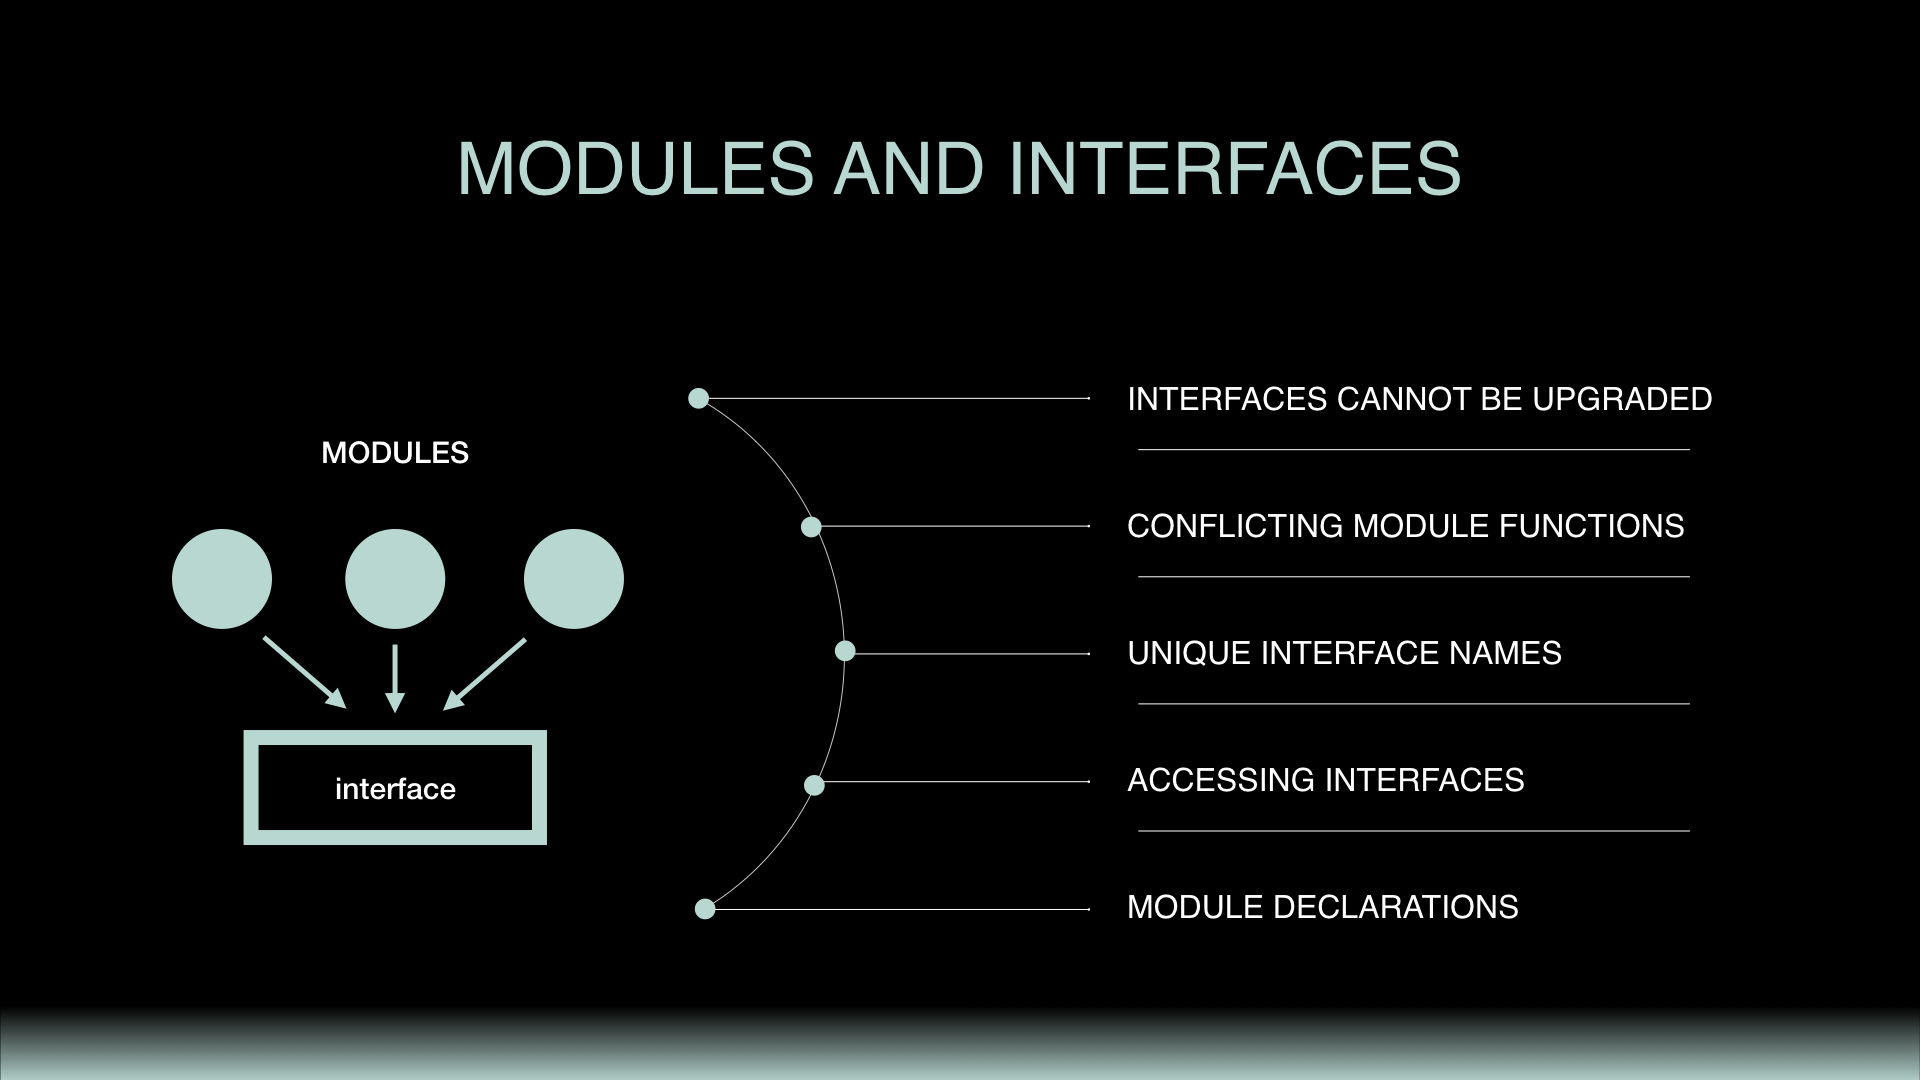 MODULES AND INTERFACES
MODULES
interface
INTERFACES CANNOT BE UPGRADED
CONFLICTING MODULE FUNCTIONS
UNIQUE INTERFACE NAMES
ACCESSING INTERFACES
MODULE DECLARATIONS